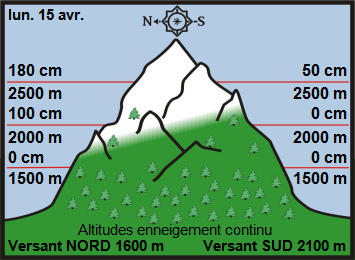 lun. 15 avr.
N S
180 cm 50 cm
2500 m 2500 m
100 cm 0 cm
2000 m 2000 m
0 cm 0 cm
1500 m 1500 m
Altitudes enneigement continu
Versant NORD 1600 m Versant SUD 2100 m